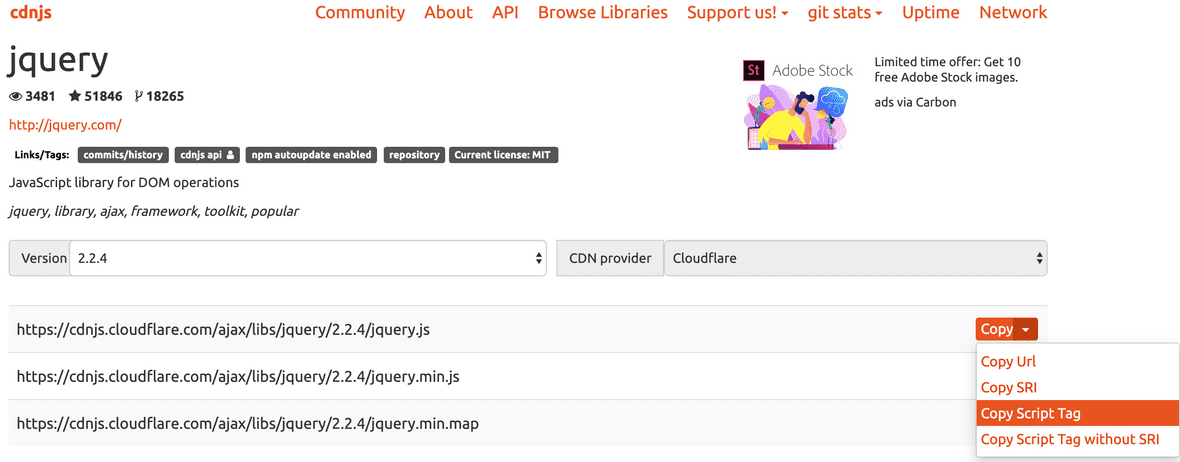 cdnjs Community About API Browse Libraries Support us! git stats Uptime Network
jquery
3481 51846 18265
http://jquery.com/
Links/Tags: commits/history cdnjs api npm autoupdate enabled repository Current license: MIT
JavaScript library for DOM operations
jquery, library, ajax, framework, toolkit, popular
St Adobe Stock
Limited time offer: Get 10
free Adobe Stock images.
ads via Carbon
Version 2.2.4 CDN provider Cloudflare
https://cdnjs.cloudflare.com/ajax/libs/jquery/2.2.4/jquery.js Copy
https://cdnjs.cloudflare.com/ajax/libs/jquery/2.2.4/jquery.min.js
https://cdnjs.cloudflare.com/ajax/libs/jquery/2.2.4/jquery.min.map
Copy Url
Copy SRI
Copy Script Tag
Copy Script Tag without SRI